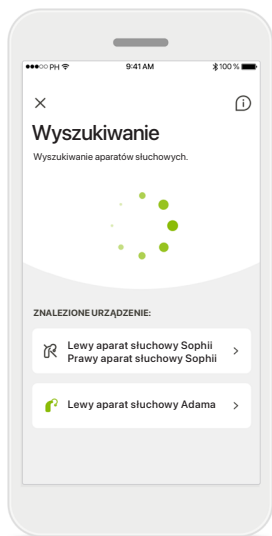 ●●●○○ PH 9:41 AM 100 %
Wyszukiwanie
Wyszukiwanie aparatów słuchowych.
ZNALEZIONE URZĄDZENIE:
Lewy aparat słuchowy Sophii
Prawy aparat słuchowy Sophii
Lewy aparat słuchowy Adama